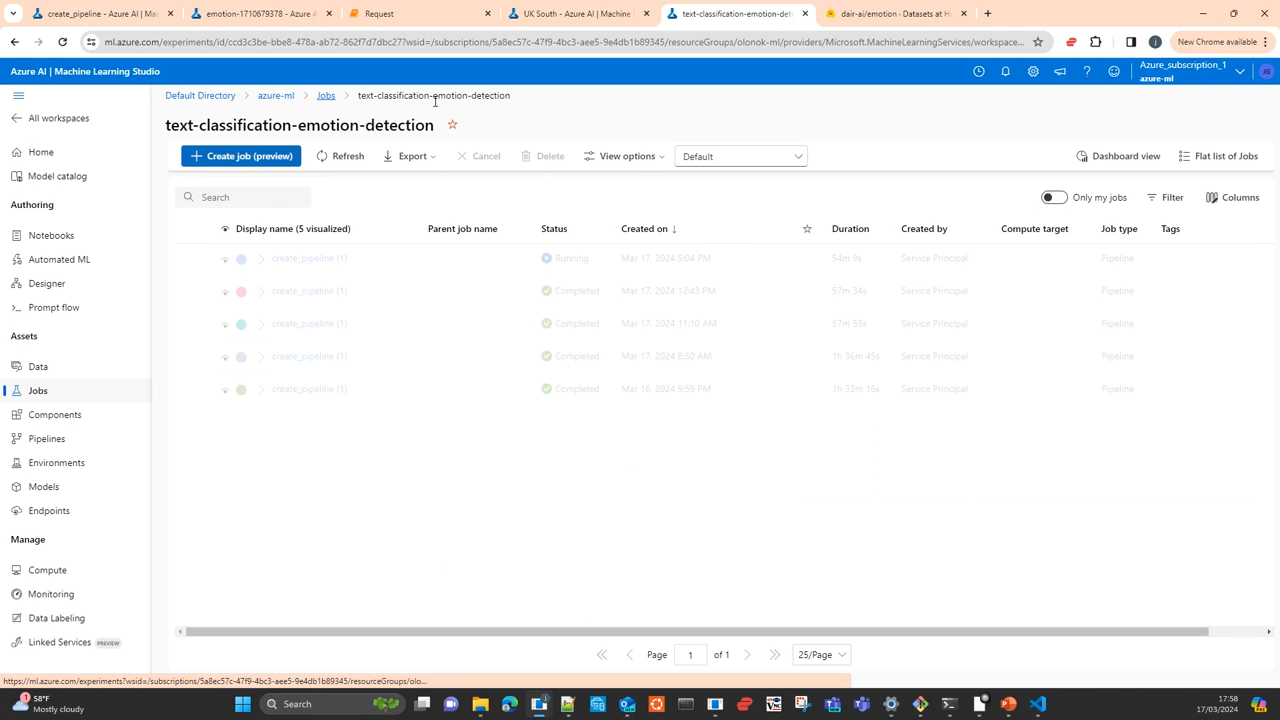 create_pipeline - Azure AI | Mac
emotion-1710679378 - Azure A
Request
UK South - Azure AI | Machine
text-classification-emotion-det
dair-ai/emotion · Datasets at H
ml.azure.com/experiments/id/ccd3c3be-bbe8-478a-ab72-862f7d7dbc27?wsid=/subscriptions/5a8ec57c-47f9-4bc3-aee5-9e4db1b89345/resourceGroups/olonok-ml/providers/Microsoft.MachineLearningServices/workspace...
New Chrome available
Azure AI | Machine Learning Studio
Azure_subscription_1
azure-ml
JG
Default Directory > azure-ml > Jobs > text-classification-emotion-detection
All workspaces
text-classification-emotion-detection
Home
Model catalog
Authoring
Notebooks
Automated ML
Designer
Prompt flow
Assets
Data
Jobs
Components
Pipelines
Environments
Models
Endpoints
Manage
Compute
Monitoring
Data Labeling
Linked Services PREVIEW
+ Create job (preview) Refresh Export Cancel Delete View options Default Dashboard view Flat list of Jobs
Search Only my jobs Filter Columns
Display name (5 visualized) Parent job name Status Created on ↓ Duration Created by Compute target Job type Tags
create_pipeline (1) Running Mar 17, 2024 5:04 PM 54m 9s Service Principal Pipeline
create_pipeline (1) Completed Mar 17, 2024 12:43 PM 57m 34s Service Principal Pipeline
create_pipeline (1) Completed Mar 17, 2024 11:10 AM 57m 53s Service Principal Pipeline
create_pipeline (1) Completed Mar 17, 2024 8:50 AM 1h 36m 45s Service Principal Pipeline
create_pipeline (1) Completed Mar 16, 2024 9:59 PM 1h 33m 16s Service Principal Pipeline
Page 1 of 1 25/Page
https://ml.azure.com/experiments?wsid=/subscriptions/5a8ec57c-47f9-4bc3-aee5-9e4db1b89345/resourceGroups/olo...
58°F
Mostly cloudy
Search
17:58
17/03/2024